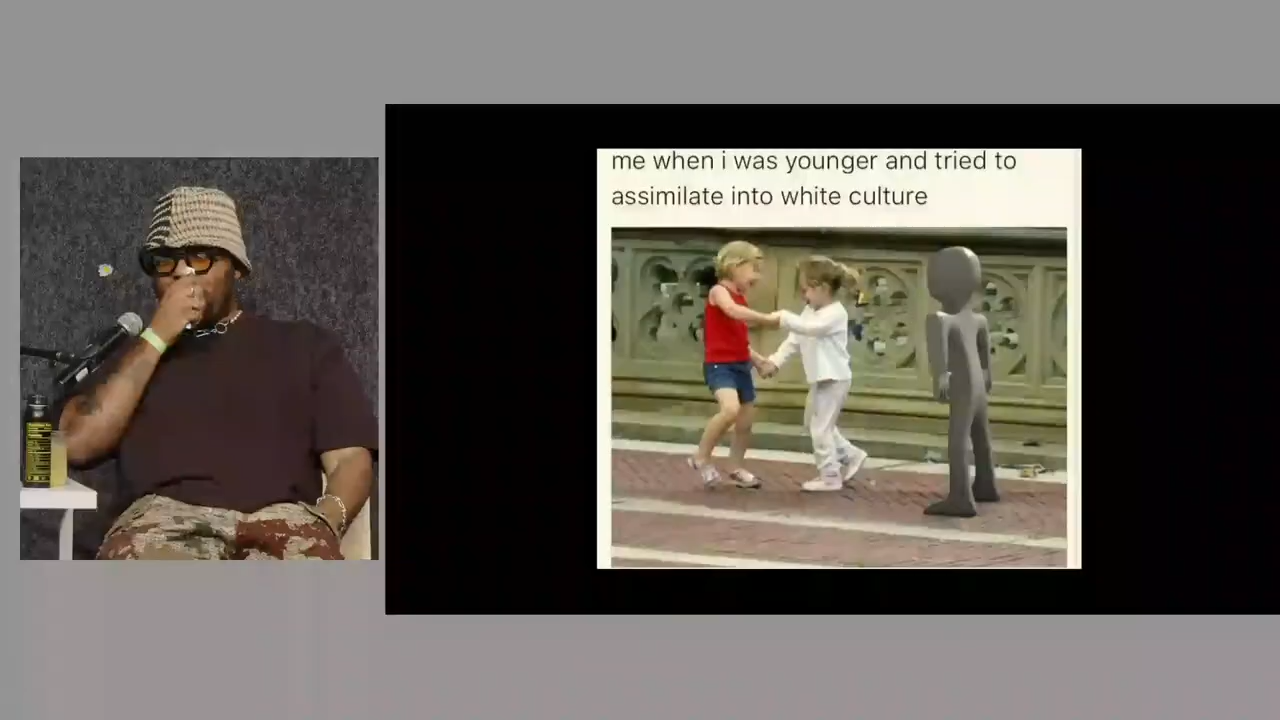 me when i was younger and tried to
assimilate into white culture